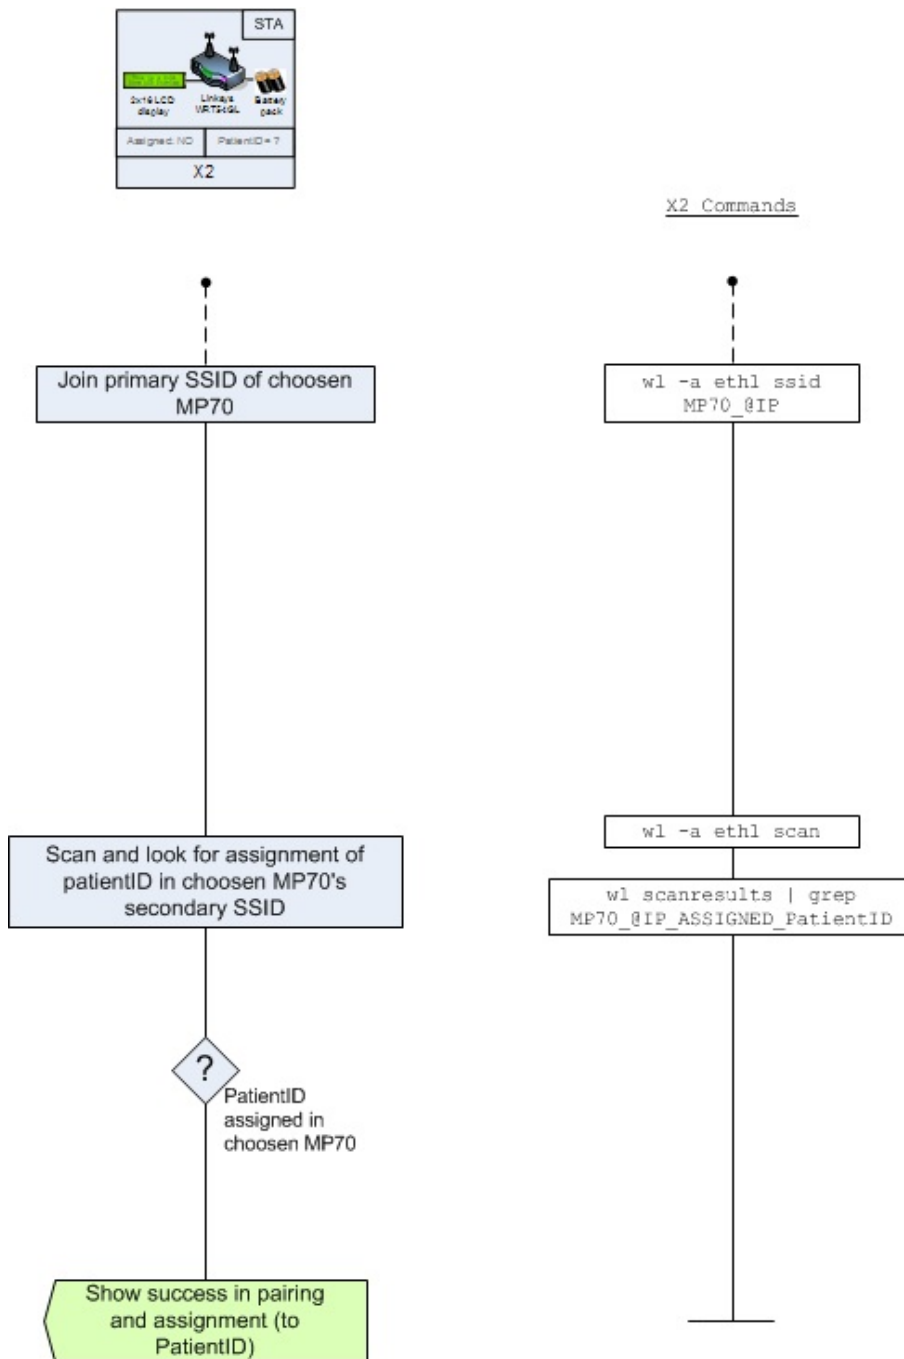 STA
2x16 LCD
display
Linksys
WRT54GL
Battery
pack
Assigned: NO
PatientID = ?
X2
X2 Commands
Join primary SSID of choosen
MP70
wl -a eth1 ssid
MP70_@IP
Scan and look for assignment of
patientID in choosen MP70's
secondary SSID
wl -a eth1 scan
wl scanresults | grep
MP70_@IP_ASSIGNED_PatientID
?
PatientID
assigned in
choosen MP70
Show success in pairing
and assignment (to
PatientID)